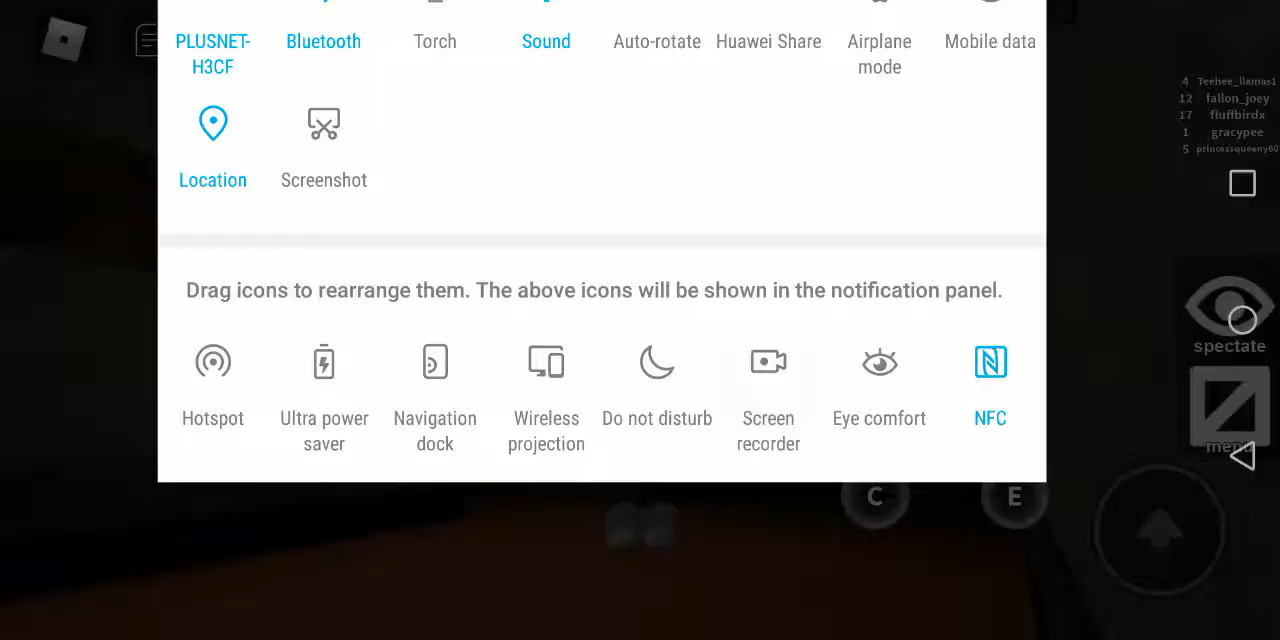 PLUSNET-
H3CF
Bluetooth
Torch
Sound
Auto-rotate
Huawei Share
Airplane
mode
Mobile data
4 Teehee_llamas1
12 fallon_joey
17 fluffbirdx
1 gracypee
5 princessqueeny60
Location
Screenshot
Drag icons to rearrange them. The above icons will be shown in the notification panel.
spectate
Hotspot
Ultra power
saver
Navigation
dock
Wireless
projection
Do not disturb
Screen
recorder
Eye comfort
NFC
menu
C
E